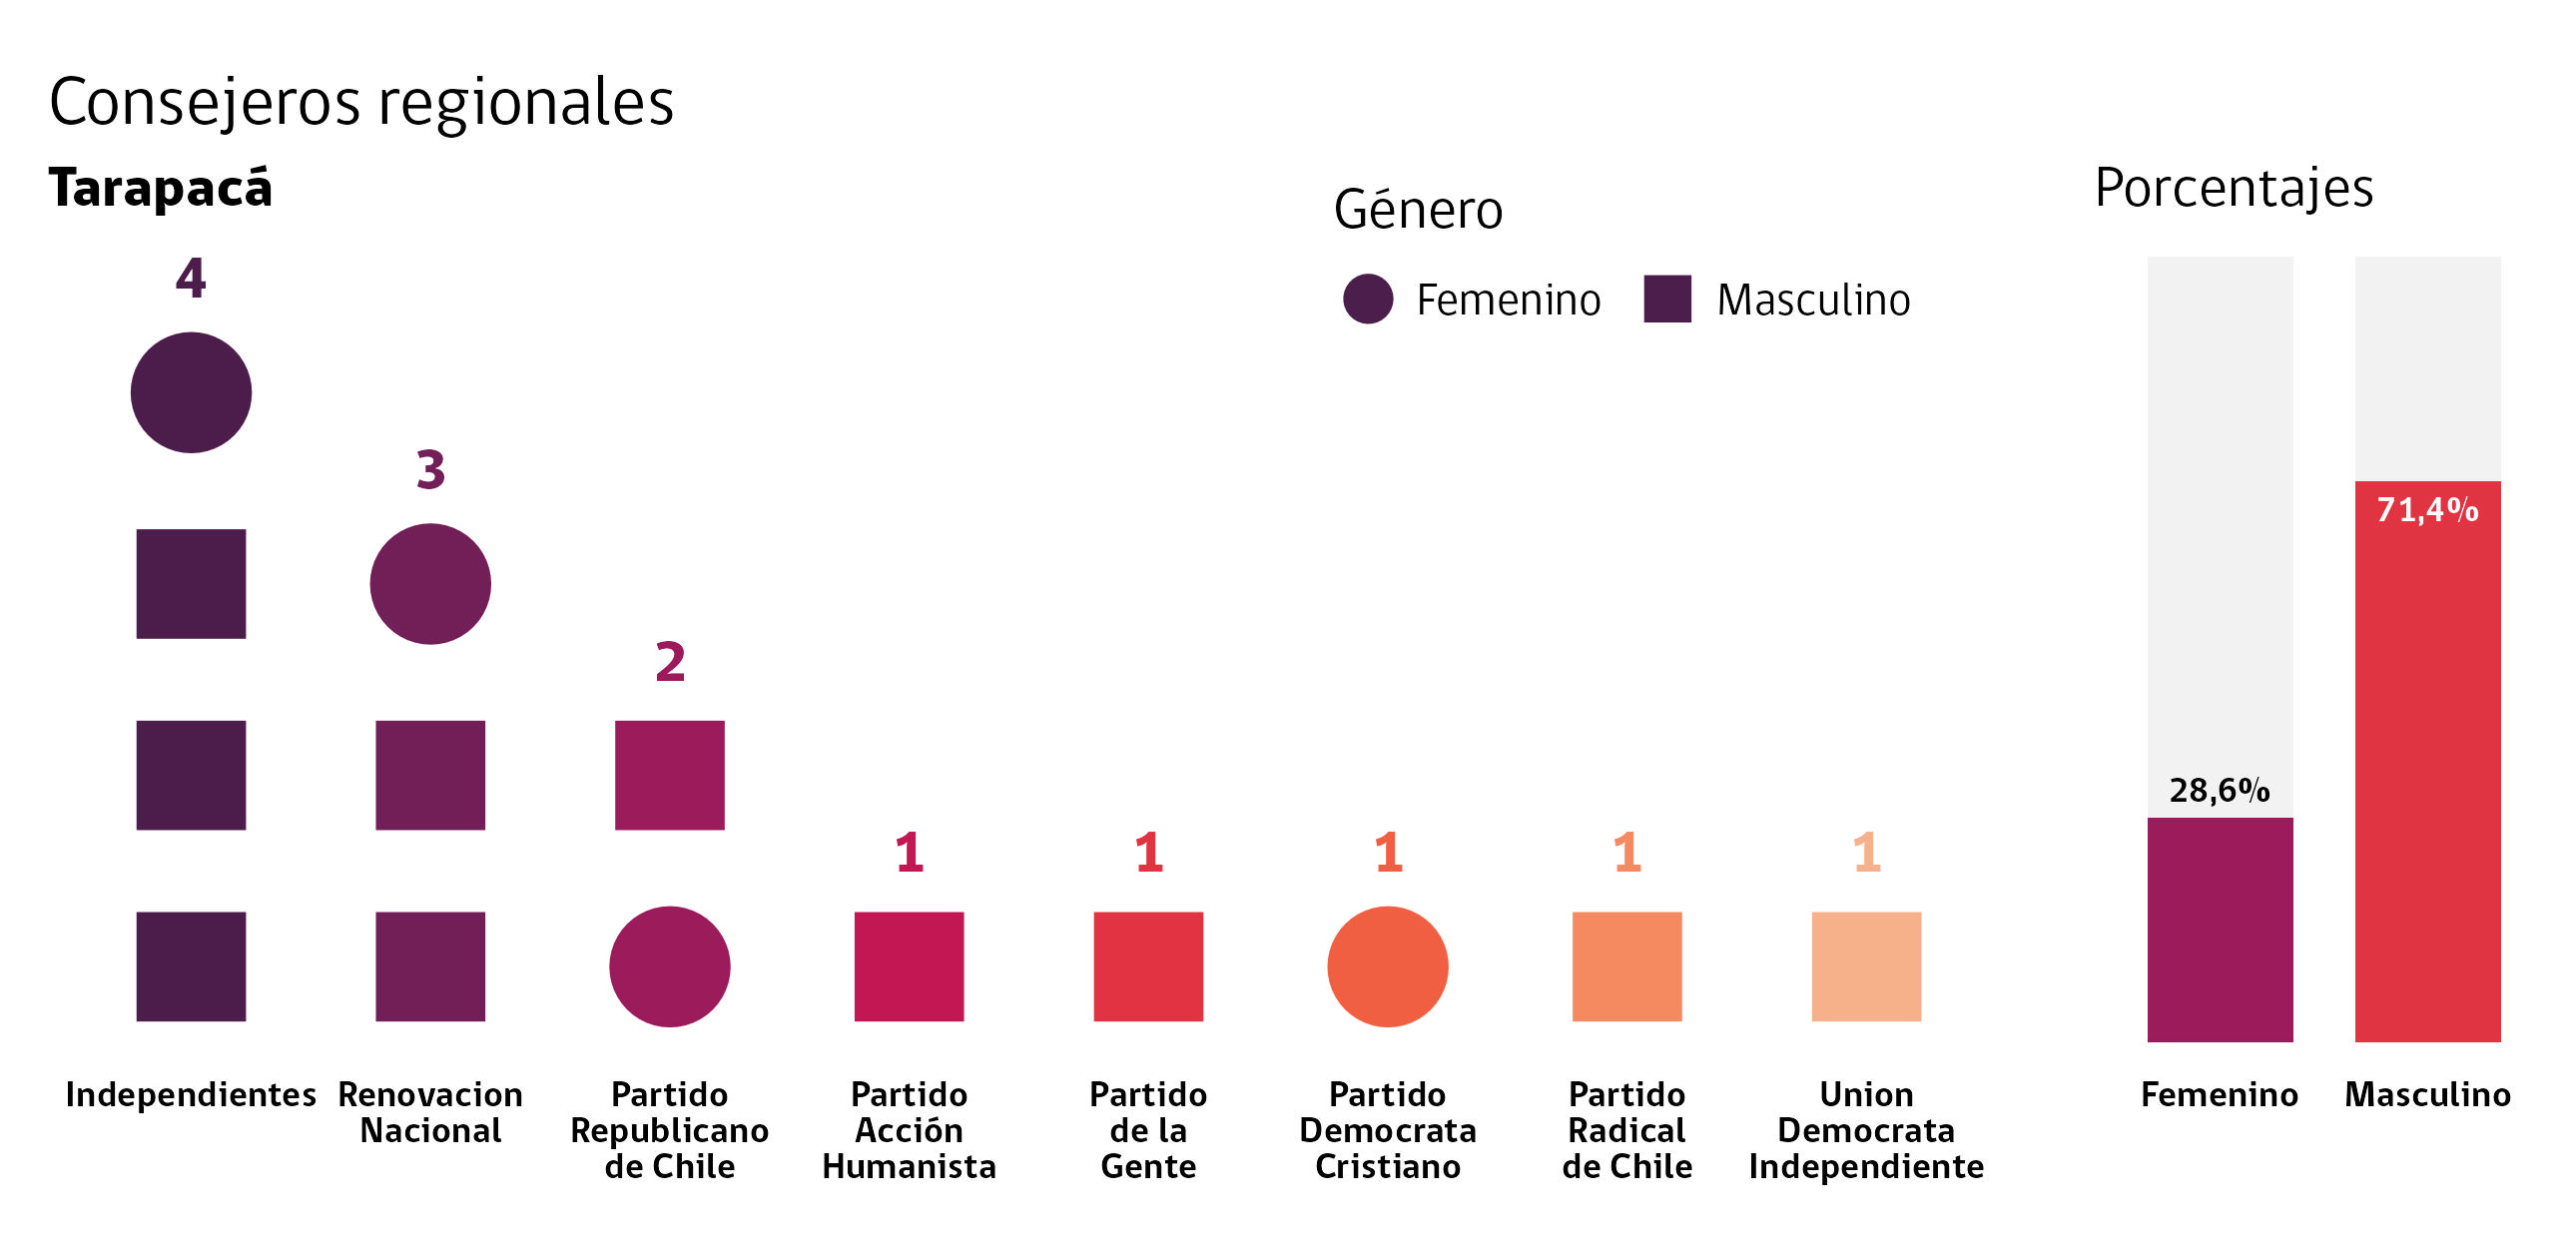 Consejeros regionales
Tarapacá
Género
Femenino
Masculino
Porcentajes
4
3
2
1
1
1
1
1
71,4%
28,6%
Independientes
Renovacion
Nacional
Partido
Republicano
de Chile
Partido
Acción
Humanista
Partido
de la
Gente
Partido
Democrata
Cristiano
Partido
Radical
de Chile
Union
Democrata
Independiente
Femenino
Masculino